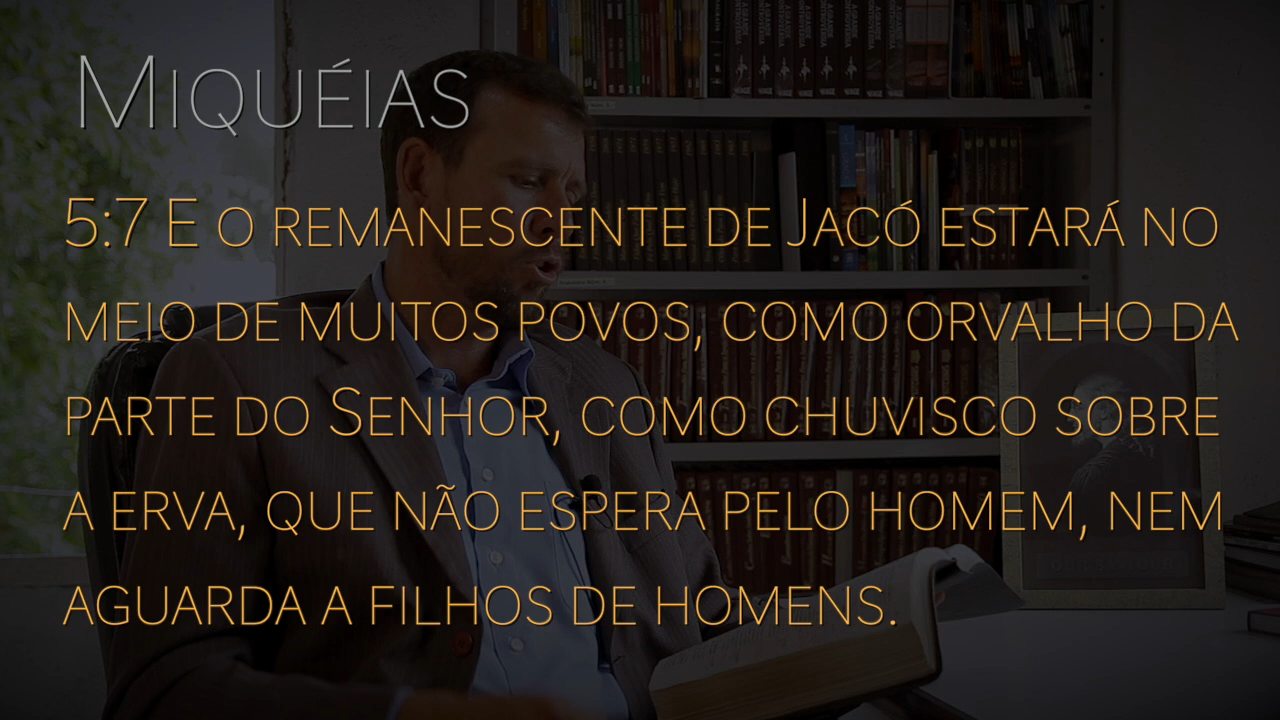 Miquéias
5:7 E o remanescente de Jacó estará no
meio de muitos povos, como orvalho da
parte do Senhor, como chuvisco sobre
a erva, que não espera pelo homem, nem
aguarda a filhos de homens.